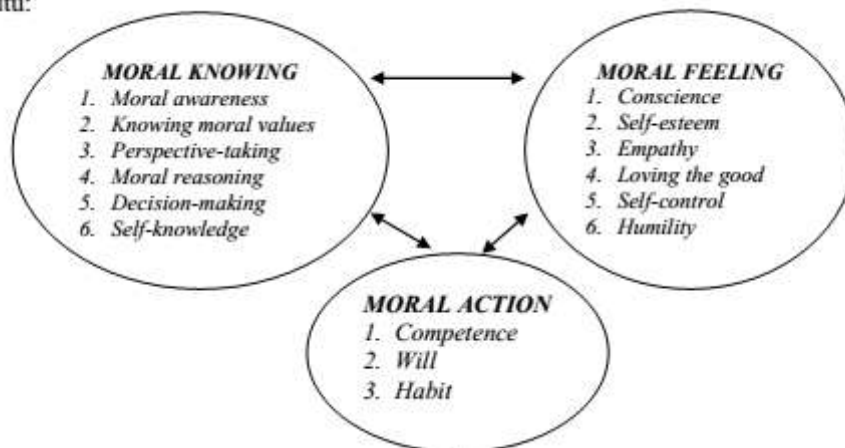 itu:
MORAL KNOWING
1. Moral awareness
2. Knowing moral values
3. Perspective-taking
4. Moral reasoning
5. Decision-making
6. Self-knowledge
MORAL FEELING
1. Conscience
2. Self-esteem
3. Empathy
4. Loving the good
5. Self-control
6. Humility
MORAL ACTION
1. Competence
2. Will
3. Habit